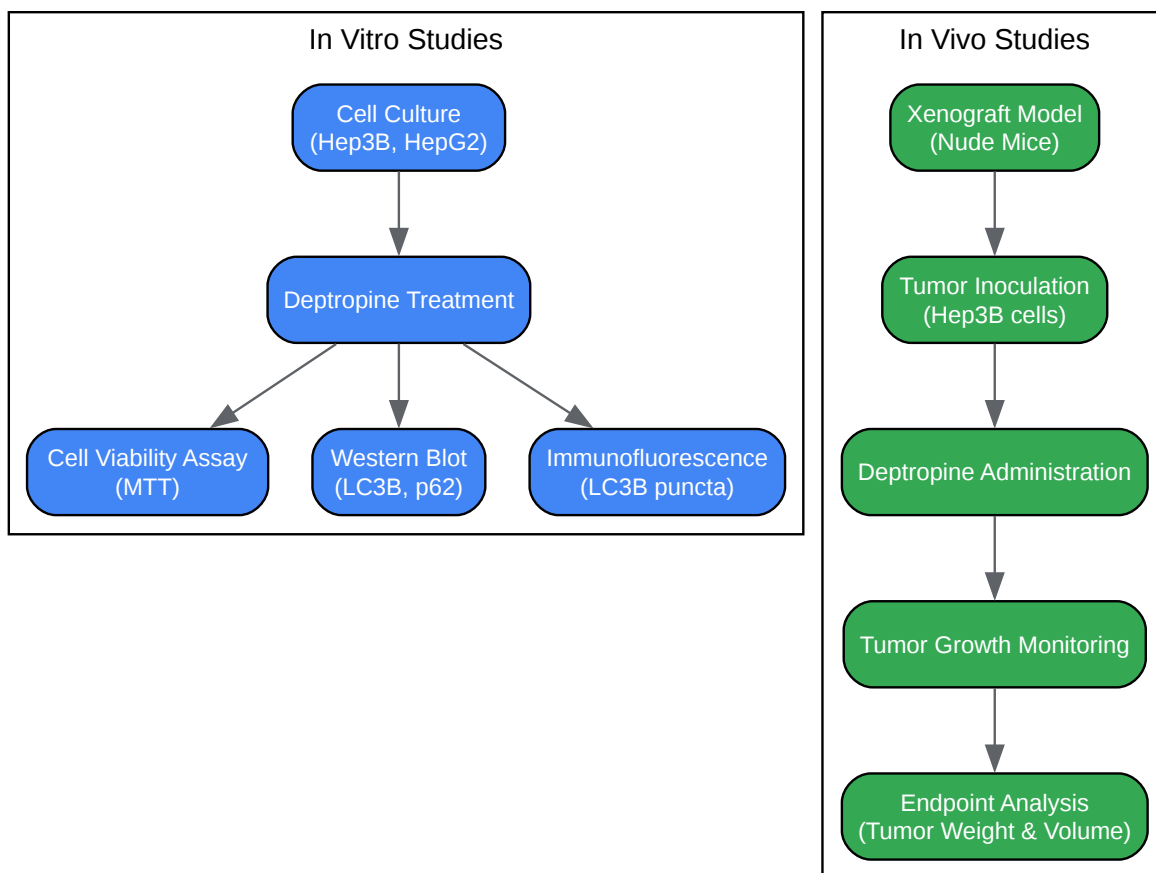 In Vitro Studies
Cell Culture
(Hep3B, HepG2)
Deptropine Treatment
Cell Viability Assay
(MTT)
Western Blot
(LC3B, p62)
Immunofluorescence
(LC3B puncta)
In Vivo Studies
Xenograft Model
(Nude Mice)
Tumor Inoculation
(Hep3B cells)
Deptropine Administration
Tumor Growth Monitoring
Endpoint Analysis
(Tumor Weight & Volume)